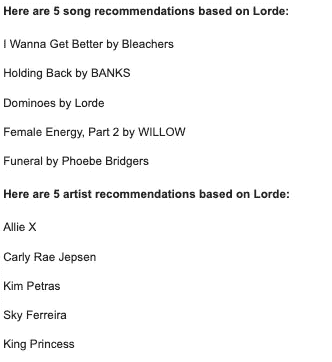 Here are 5 song recommendations based on Lorde:
I Wanna Get Better by Bleachers
Holding Back by BANKS
Dominoes by Lorde
Female Energy, Part 2 by WILLOW
Funeral by Phoebe Bridgers
Here are 5 artist recommendations based on Lorde:
Allie X
Carly Rae Jepsen
Kim Petras
Sky Ferreira
King Princess